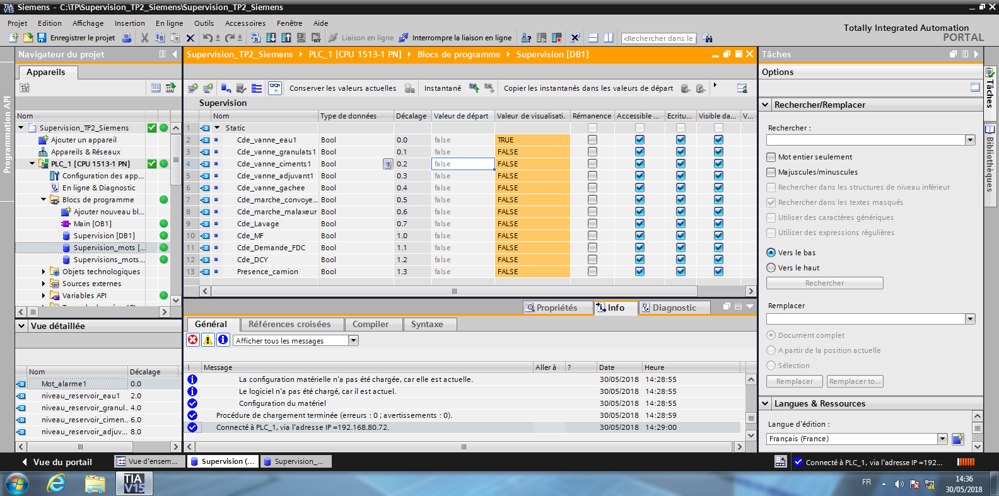 Siemens - C:\TP\Supervision_TP2_Siemens\Supervision_TP2_Siemens
Projet Edition Affichage Insertion En ligne Outils Accessoires Fenêtre Aide
Totally Integrated Automation
PORTAL
Enregistrer le projet Liaison en ligne Interrompre la liaison en ligne <Rechercher dans le p
Programmation API
Navigateur du projet
Appareils
Nom
Supervision_TP2_Siemens
Ajouter un appareil
Appareils & Réseaux
PLC_1 [CPU 1513-1 PN]
Configuration des app...
En ligne & Diagnostic
Blocs de programme
Ajouter nouveau bl...
Main [OB1]
Supervision [DB1]
Supervision_mots [...
Supervisions_mots...
Objets technologiques
Sources externes
Variables API
Vue détaillée
Nom Décalage
Mot_alarme1 0.0
niveau_reservoir_eau1 2.0
niveau_reservoir_granul... 4.0
niveau_reservoir_cimen... 6.0
niveau_reservoir_adjuv... 8.0
Supervision_TP2_Siemens PLC_1 [CPU 1513-1 PN] Blocs de programme Supervision [DB1]
Conserver les valeurs actuelles Instantané Copier les instantanés dans les valeurs de départ
Supervision
Nom Type de données Décalage Valeur de départ Valeur de visualisati. Rémanence Accessible ... Ecritu... Visible da... V...
1 Static
2 Cde_vanne_eau1 Bool 0.0 false TRUE
3 Cde_vanne_granulats1 Bool 0.1 false FALSE
4 Cde_vanne_ciments1 Bool 0.2 false FALSE
5 Cde_vanne_adjuvant1 Bool 0.3 false FALSE
6 Cde_vanne_gachee Bool 0.4 false FALSE
7 Cde_marche_convoye... Bool 0.5 false FALSE
8 Cde_marche_malaxeur Bool 0.6 false FALSE
9 Cde_Lavage Bool 0.7 false FALSE
10 Cde_MF Bool 1.0 false FALSE
11 Cde_Demande_FDC Bool 1.1 false FALSE
12 Cde_DCY Bool 1.2 false FALSE
13 Presence_camion Bool 1.3 false FALSE
Propriétés Info Diagnostic
Général Références croisées Compiler Syntaxe
Afficher tous les messages
! Message Aller à ? Date Heure
La configuration matérielle n'a pas été chargée, car elle est actuelle. 30/05/2018 14:28:55
Le logiciel n'a pas été chargé, car il est actuel. 30/05/2018 14:28:55
Configuration du matériel 30/05/2018 14:28:55
Procédure de chargement terminée (erreurs : 0 ; avertissements : 0). 30/05/2018 14:28:59
Connecté à PLC_1, via l'adresse IP =192.168.80.72. 30/05/2018 14:29:00
Tâches
Options
Rechercher/Remplacer
Rechercher :
Mot entier seulement
Majuscules/minuscules
Rechercher dans les structures de niveau inférieur
Rechercher dans les textes masqués
Utiliser des caractères génériques
Utiliser des expressions régulières
Vers le bas
Vers le haut
Rechercher
Remplacer
Document complet
A partir de la position actuelle
Sélection
Remplacer Remplacer to...
Langues & Ressources
Langue d'édition :
Français (France)
Tâches
Bibliothèques
Vue du portail Vue d'ensem... Supervision (... Supervision_... Connecté à PLC_1, via l'adresse IP =192...
TIA
V15
FR
14:36
30/05/2018